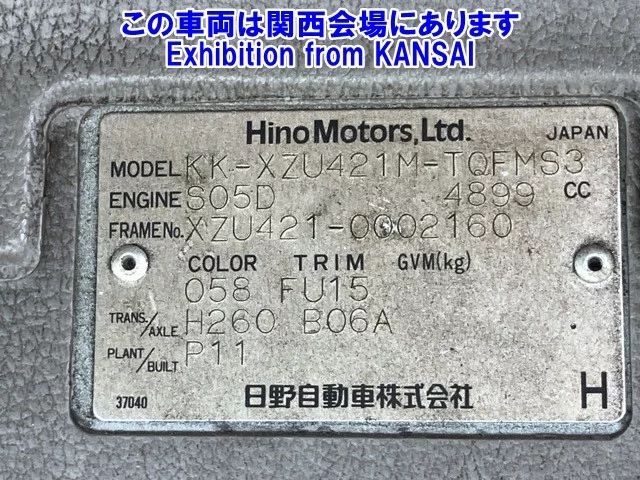 この車両は関西会場にあります
Exhibition from KANSAI
Hino Motors, Ltd. JAPAN
MODEL KK-XZU421M-TQFMS3
ENGINE S05D 4899 CC
FRAME No. XZU421-0002160
COLOR TRIM GVM(kg)
058 FU15
TRANS./AXLE H260 B06A
PLANT/BUILT P11
37040 日野自動車株式会社 H